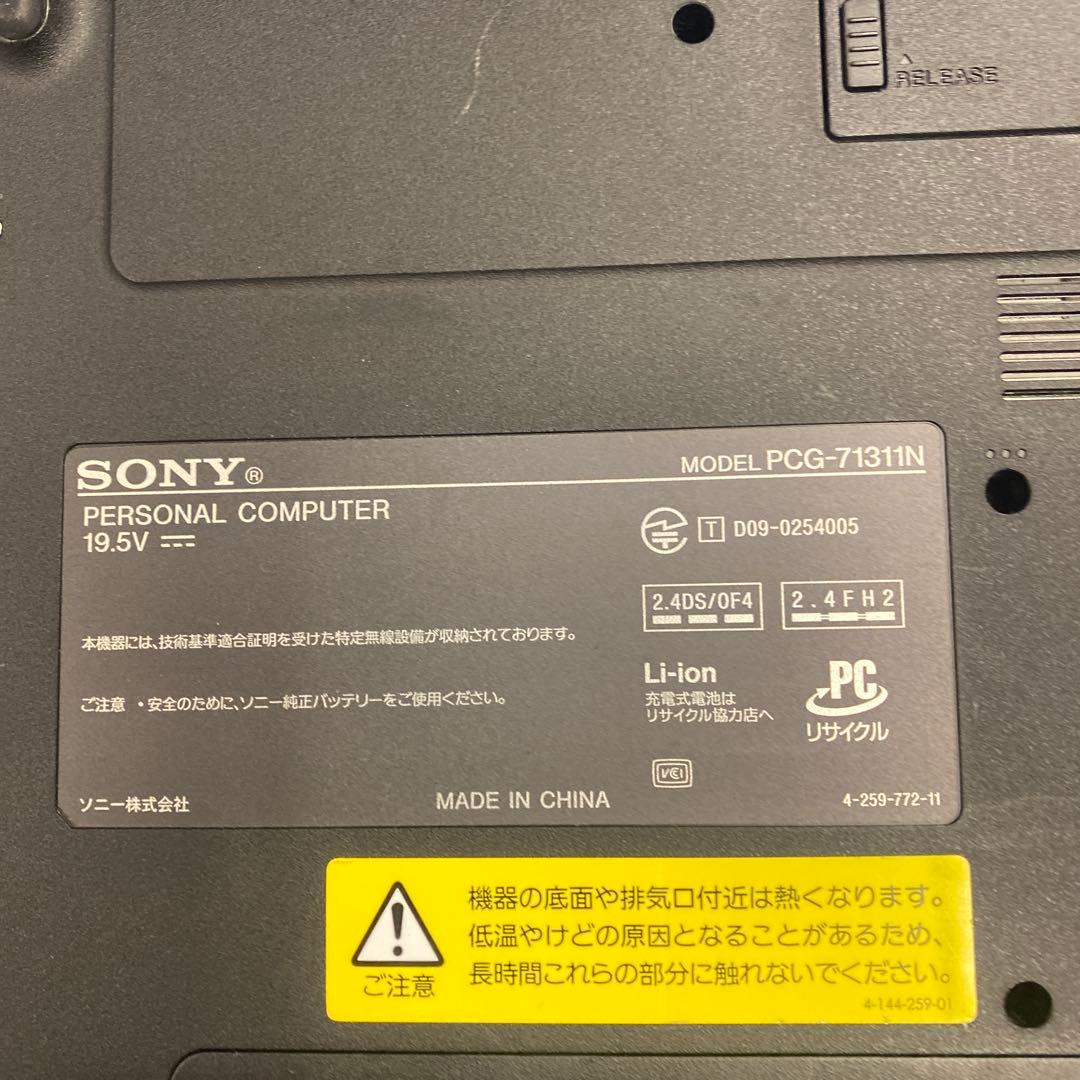 RELEASE
SONY®
MODEL PCG-71311N
PERSONAL COMPUTER
19.5V
T D09-0254005
2.4DS/OF4
2.4FH2
本機器には、技術基準適合証明を受けた特定無線設備が収納されております。
Li-ion
充電式電池は
リサイクル協力店へ
PC
リサイクル
ご注意 ・安全のために、ソニー純正バッテリーをご使用ください。
VCI
ソニー株式会社
MADE IN CHINA
4-259-772-11
機器の底面や排気口付近は熱くなります。
低温やけどの原因となることがあるため、
長時間これらの部分に触れないでください。
ご注意
4-144-259-01